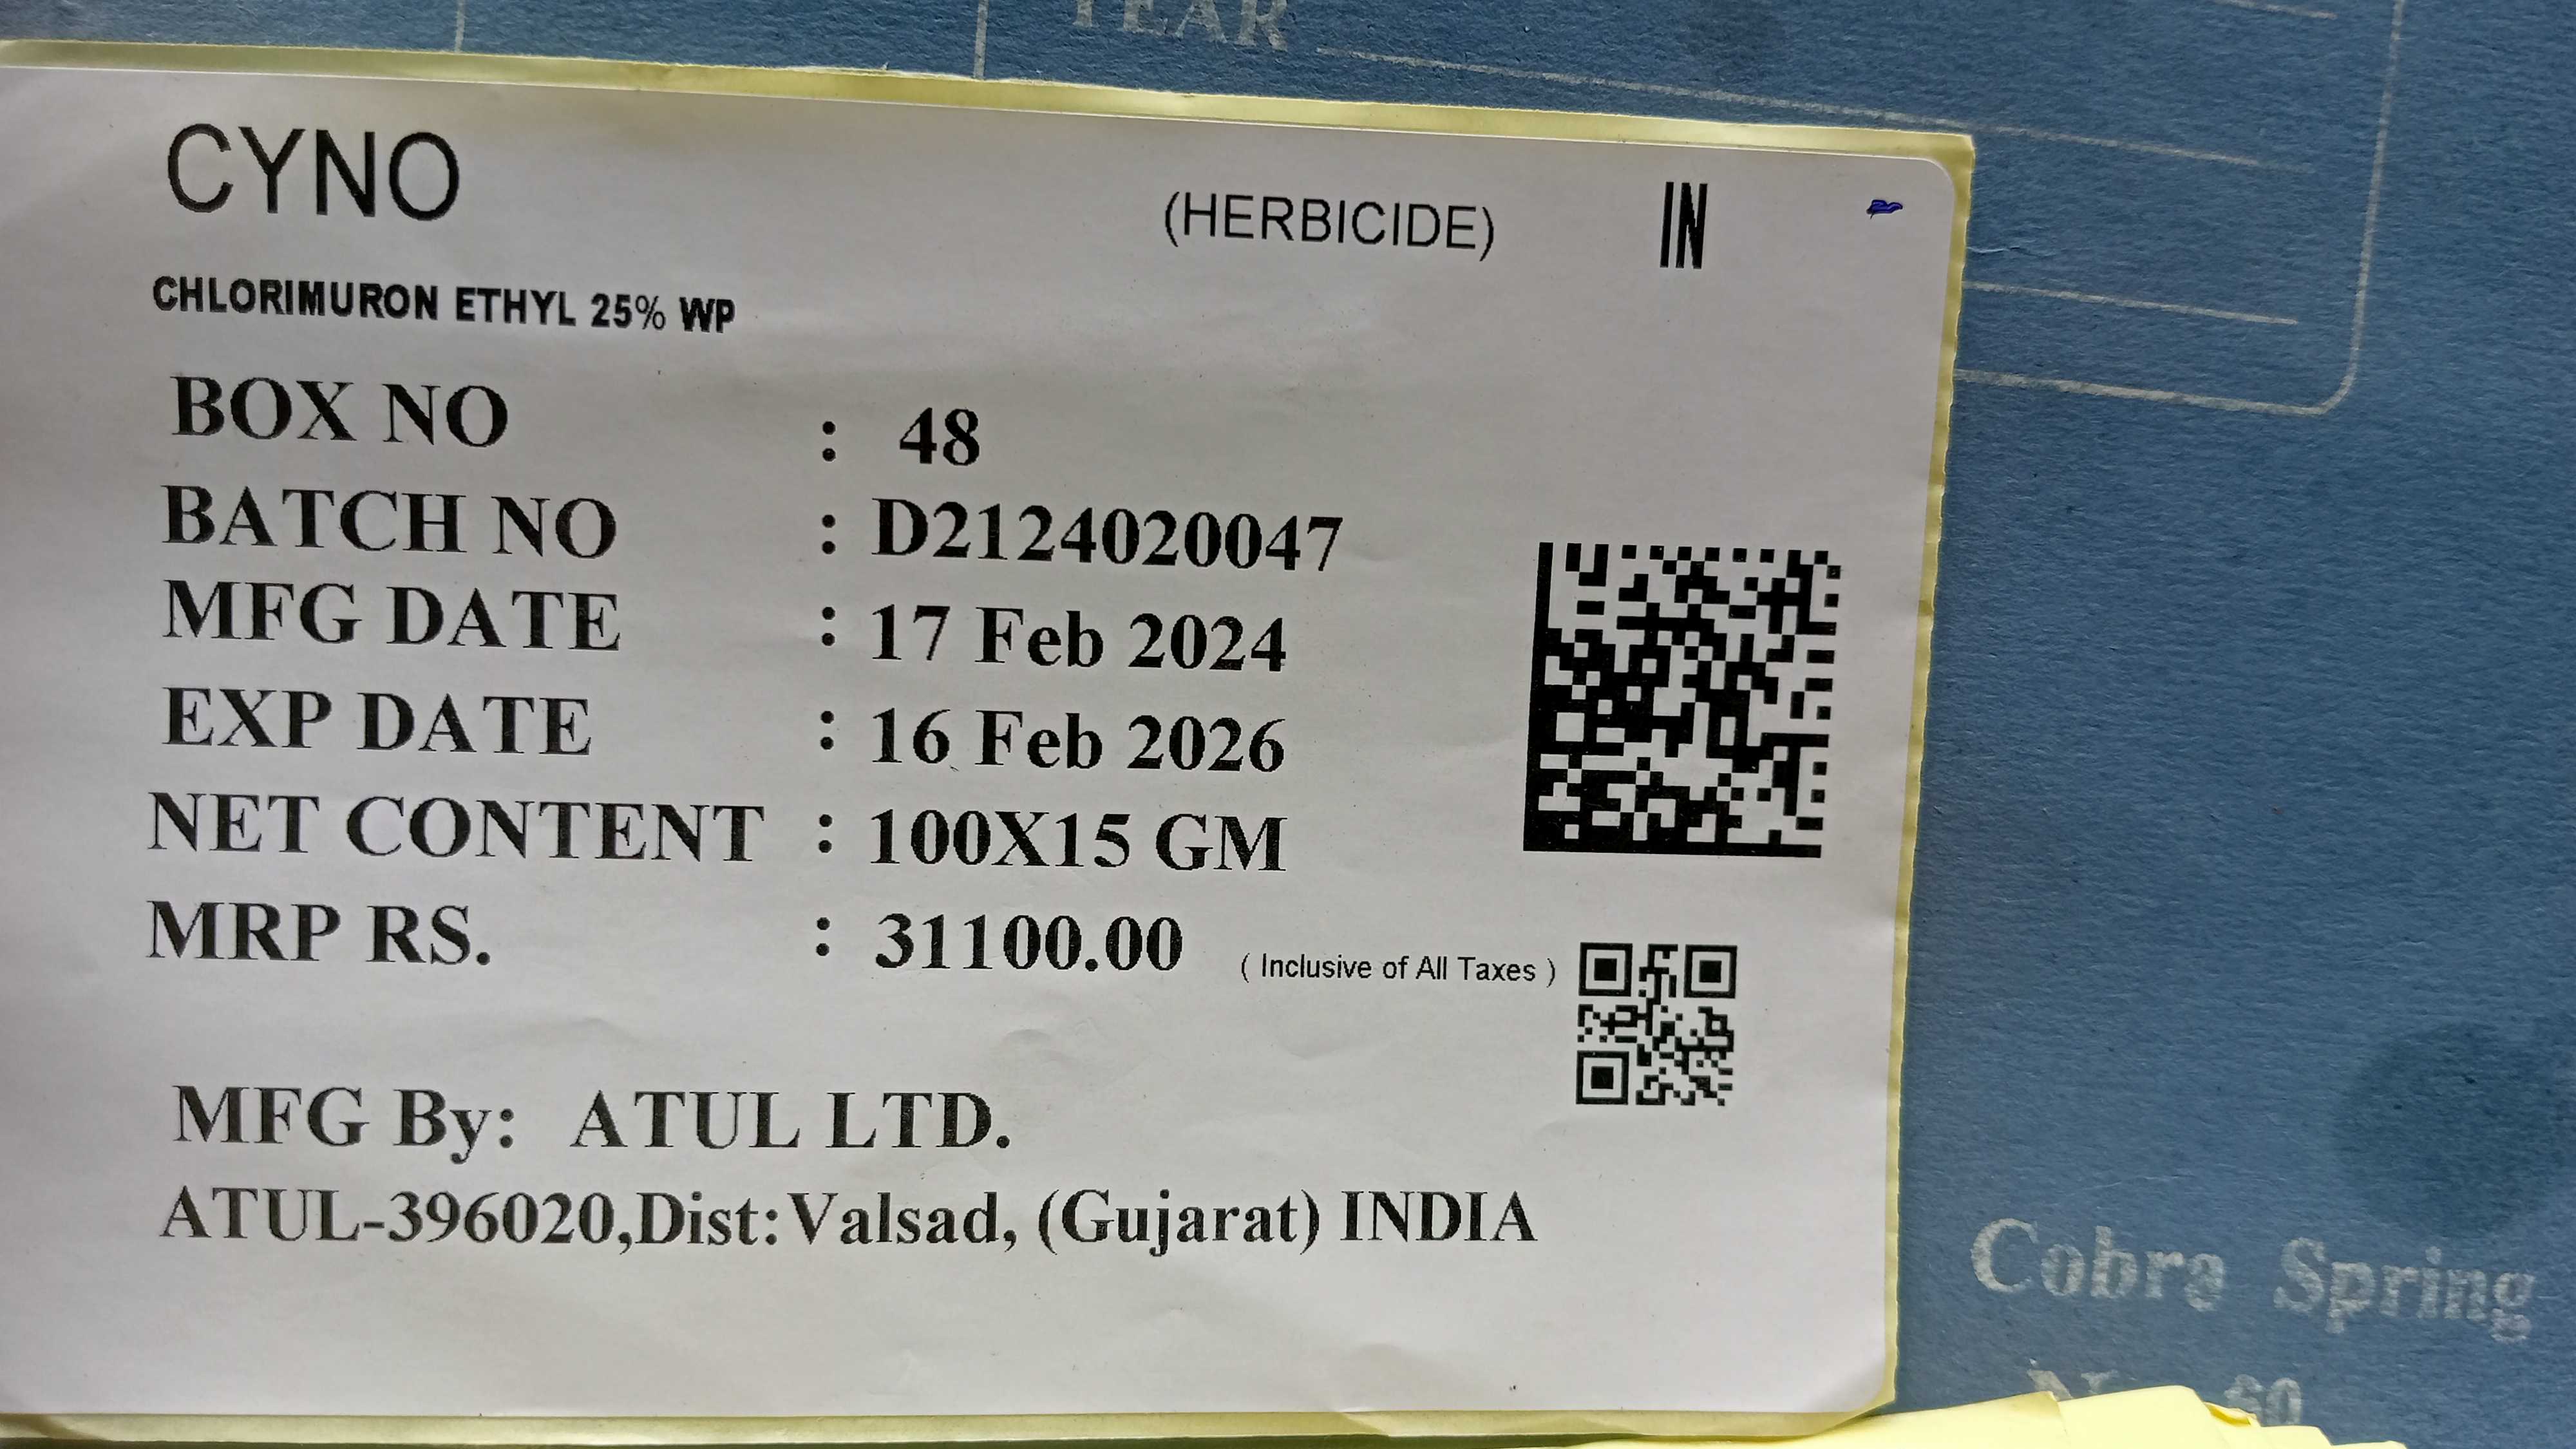 YEAR
CYNO
(HERBICIDE) IN
CHLORIMURON ETHYL 25% WP
BOX NO : 48
BATCH NO : D2124020047
MFG DATE : 17 Feb 2024
EXP DATE : 16 Feb 2026
NET CONTENT : 100X15 GM
MRP RS. : 31100.00 ( Inclusive of All Taxes )
MFG By: ATUL LTD.
ATUL-396020,Dist:Valsad, (Gujarat) INDIA
Cobra Spring